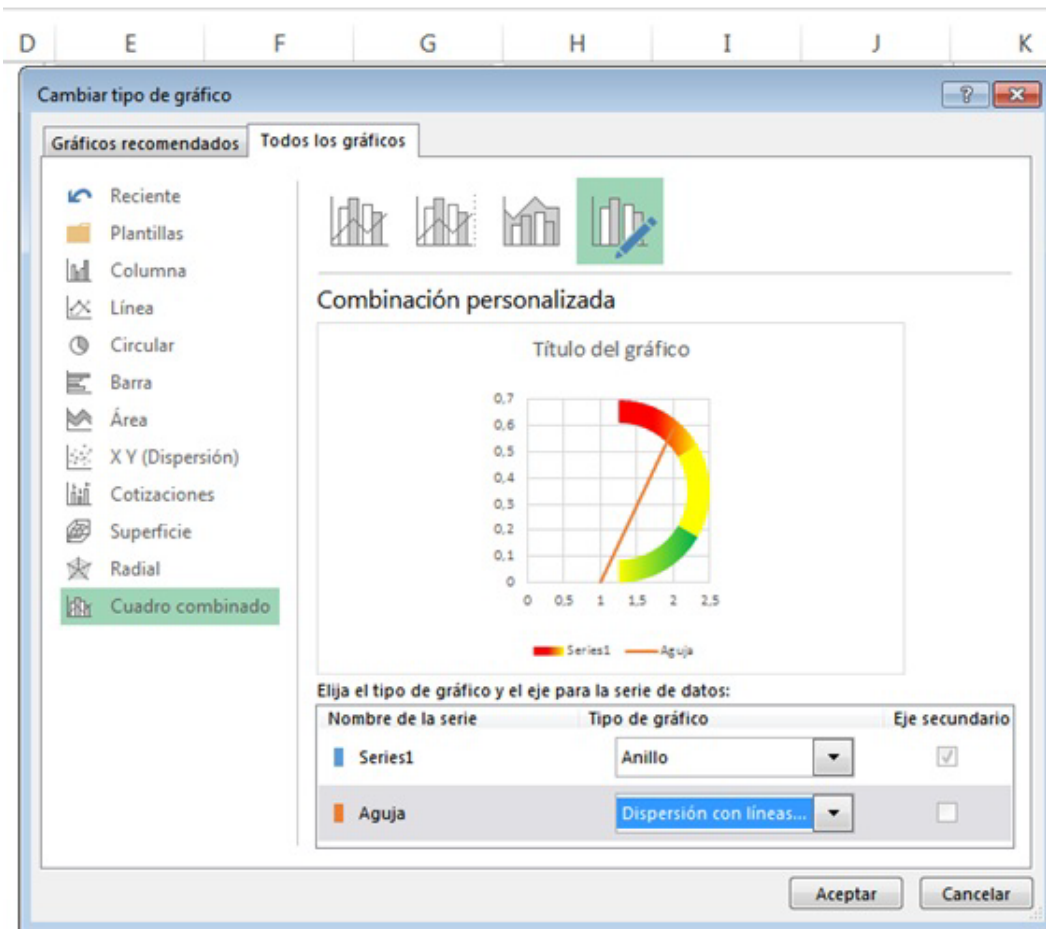 D E F G H I J K
Cambiar tipo de gráfico
Gráficos recomendados Todos los gráficos
Reciente
Plantillas
Columna
Línea
Circular
Barra
Área
X Y (Dispersión)
Cotizaciones
Superficie
Radial
Cuadro combinado
Combinación personalizada
Título del gráfico
0,7
0,6
0,5
0,4
0,3
0,2
0,1
0
0 0,5 1 1,5 2 2,5
Series1 Aguja
Elija el tipo de gráfico y el eje para la serie de datos:
Nombre de la serie Tipo de gráfico Eje secundario
Series1 Anillo
Aguja Dispersión con líneas...
Aceptar Cancelar